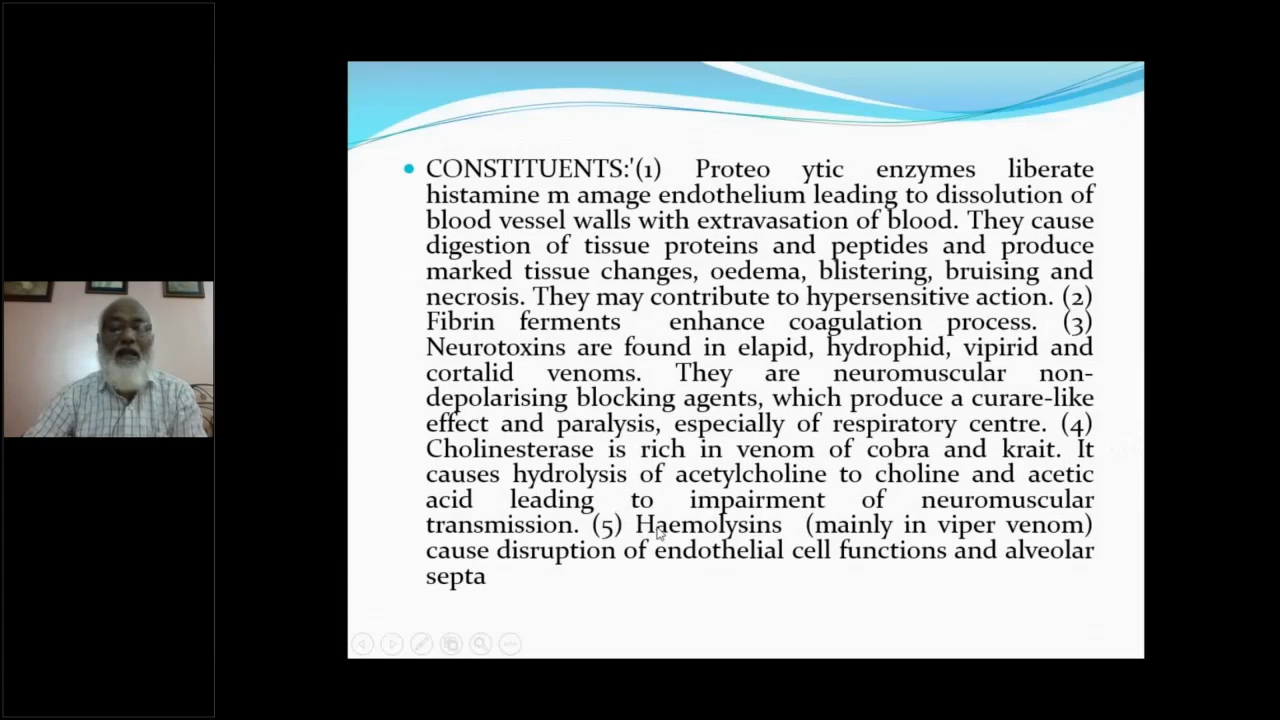 CONSTITUENTS:'(1) Proteo ytic enzymes liberate
histamine m amage endothelium leading to dissolution of
blood vessel walls with extravasation of blood. They cause
digestion of tissue proteins and peptides and produce
marked tissue changes, oedema, blistering, bruising and
necrosis. They may contribute to hypersensitive action. (2)
Fibrin ferments enhance coagulation process. (3)
Neurotoxins are found in elapid, hydrophid, vipirid and
cortalid venoms. They are neuromuscular non-
depolarising blocking agents, which produce a curare-like
effect and paralysis, especially of respiratory centre. (4)
Cholinesterase is rich in venom of cobra and krait. It
causes hydrolysis of acetylcholine to choline and acetic
acid leading to impairment of neuromuscular
transmission. (5) Haemolysins (mainly in viper venom)
cause disruption of endothelial cell functions and alveolar
septa